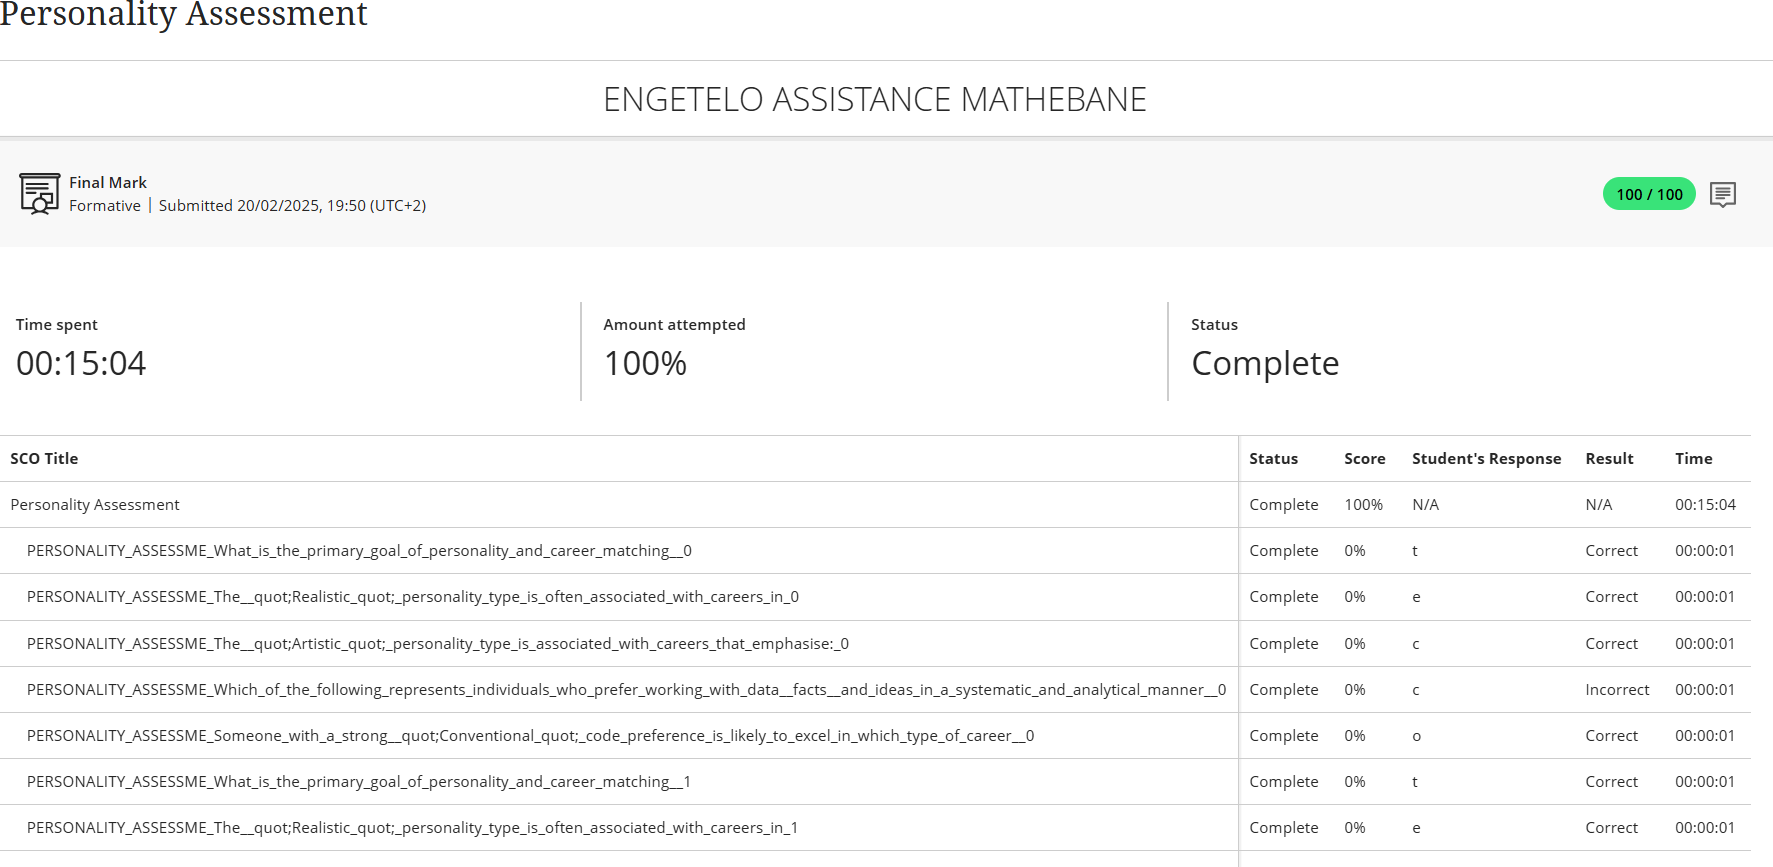 Personality Assessment
ENGETELO ASSISTANCE MATHEBANE
Final Mark
Formative | Submitted 20/02/2025, 19:50 (UTC+2)
100 / 100
Time spent
00:15:04
Amount attempted
100%
Status
Complete
SCO Title Status Score Student's Response Result Time
Personality Assessment Complete 100% N/A N/A 00:15:04
PERSONALITY_ASSESSME_What_is_the_primary_goal_of_personality_and_career_matching__0 Complete 0% t Correct 00:00:01
PERSONALITY_ASSESSME_The__quot;Realistic_quot;_personality_type_is_often_associated_with_careers_in_0 Complete 0% e Correct 00:00:01
PERSONALITY_ASSESSME_The__quot;Artistic_quot;_personality_type_is_associated_with_careers_that_emphasise:_0 Complete 0% c Correct 00:00:01
PERSONALITY_ASSESSME_Which_of_the_following_represents_individuals_who_prefer_working_with_data__facts__and_ideas_in_a_systematic_and_analytical_manner__0 Complete 0% c Incorrect 00:00:01
PERSONALITY_ASSESSME_Someone_with_a_strong__quot;Conventional_quot;_code_preference_is_likely_to_excel_in_which_type_of_career__0 Complete 0% o Correct 00:00:01
PERSONALITY_ASSESSME_What_is_the_primary_goal_of_personality_and_career_matching__1 Complete 0% t Correct 00:00:01
PERSONALITY_ASSESSME_The__quot;Realistic_quot;_personality_type_is_often_associated_with_careers_in_1 Complete 0% e Correct 00:00:01